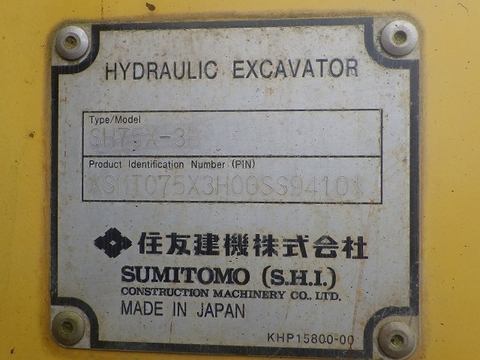 HYDRAULIC EXCAVATOR
Type/Model
Product Identification Number (PIN)
住友建機株式会社
SUMITOMO (S.H.I.)
CONSTRUCTION MACHINERY CO., LTD.
MADE IN JAPAN
KHP15800-00